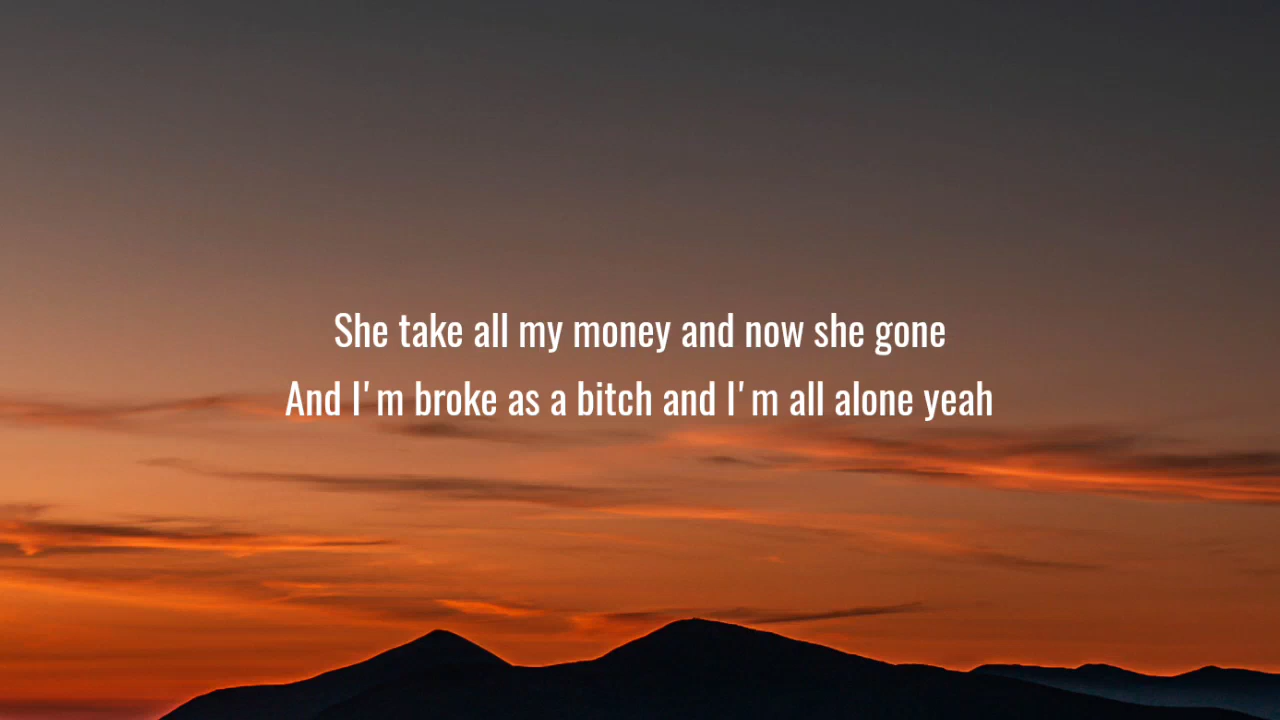 She take all my money and now she gone
And I'm broke as a bitch and I'm all alone yeah